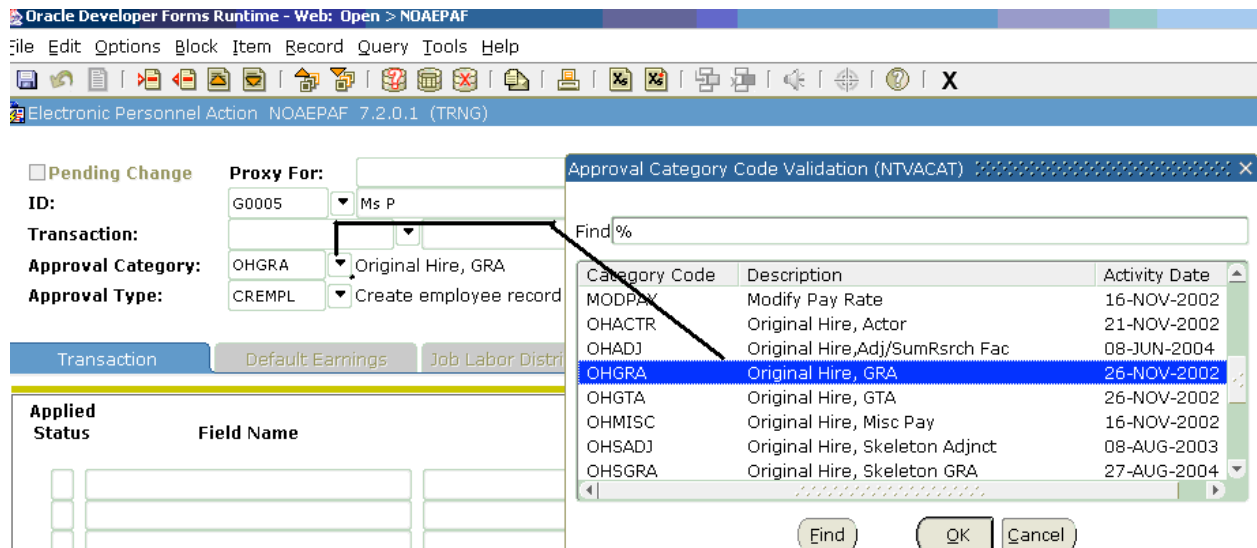 Oracle Developer Forms Runtime - Web: Open > NOAEPAF
File Edit Options Block Item Record Query Tools Help
Electronic Personnel Action NOAEPAF 7.2.0.1 (TRNG)
Pending Change Proxy For:
ID: G0005 Ms P
Transaction:
Approval Category: OHGRA Original Hire, GRA
Approval Type: CREMPL Create employee record
Transaction Default Earnings Job Labor Distri
Applied
Status Field Name
Approval Category Code Validation (NTVACAT)
Find %
Category Code Description Activity Date
MODPAY Modify Pay Rate 16-NOV-2002
OHACTR Original Hire, Actor 21-NOV-2002
OHADJ Original Hire,Adj/SumRsrch Fac 08-JUN-2004
OHGRA Original Hire, GRA 26-NOV-2002
OHGTA Original Hire, GTA 26-NOV-2002
OHMISC Original Hire, Misc Pay 16-NOV-2002
OHSADJ Original Hire, Skeleton Adjnct 08-AUG-2003
OHSGRA Original Hire, Skeleton GRA 27-AUG-2004
Find OK Cancel